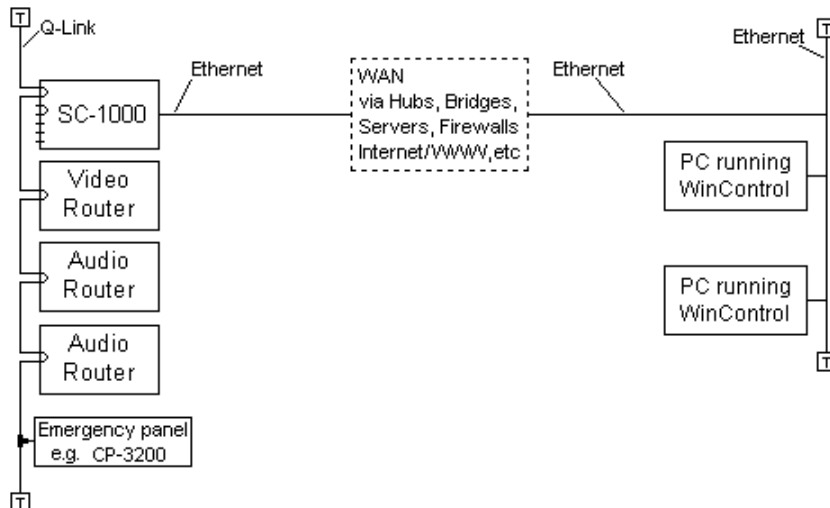 T
Q-Link
SC-1000
Ethernet
WAN
via Hubs, Bridges,
Servers, Firewalls
Internet/WWW,etc
Ethernet
Ethernet
T
Video
Router
Audio
Router
Audio
Router
Emergency panel
e.g. CP-3200
T
PC running
WinControl
PC running
WinControl
T